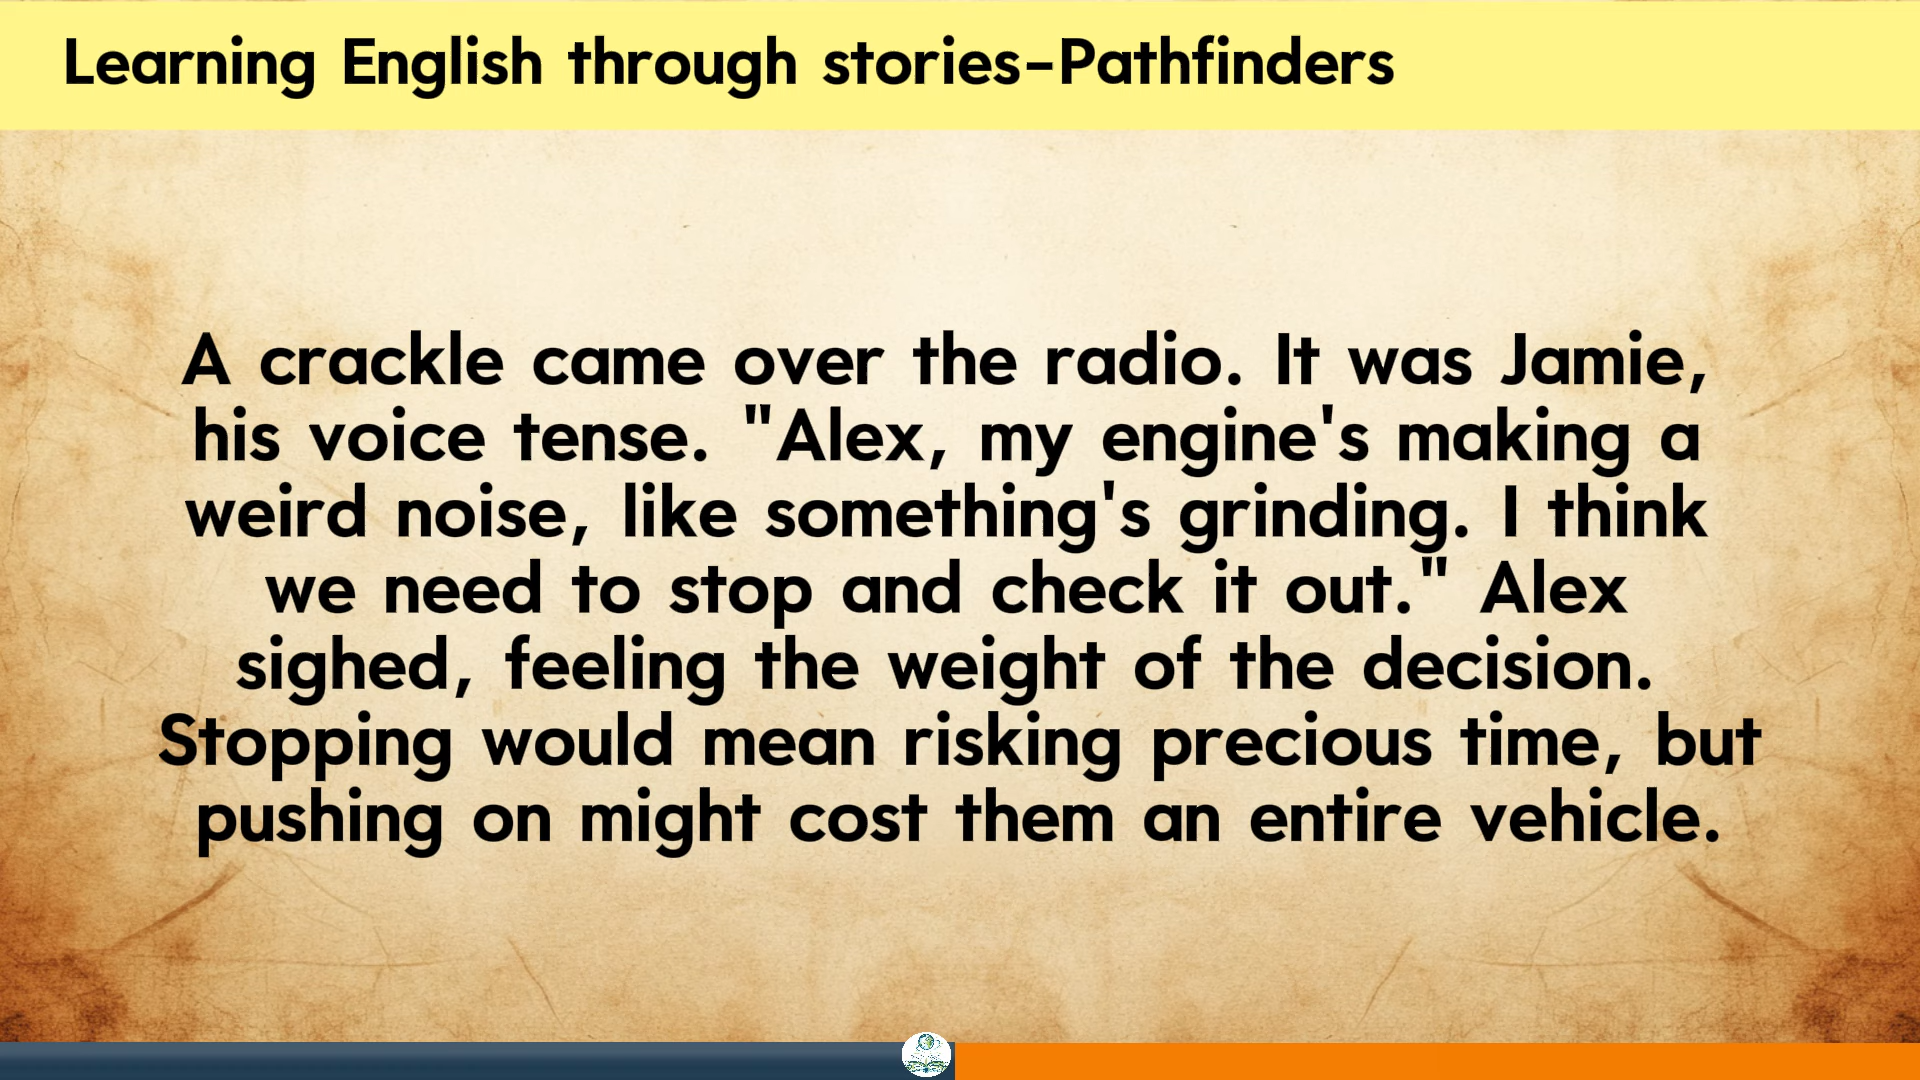 Learning English through stories-Pathfinders
A crackle came over the radio. It was Jamie,
his voice tense. "Alex, my engine's making a
weird noise, like something's grinding. I think
we need to stop and check it out." Alex
sighed, feeling the weight of the decision.
Stopping would mean risking precious time, but
pushing on might cost them an entire vehicle.